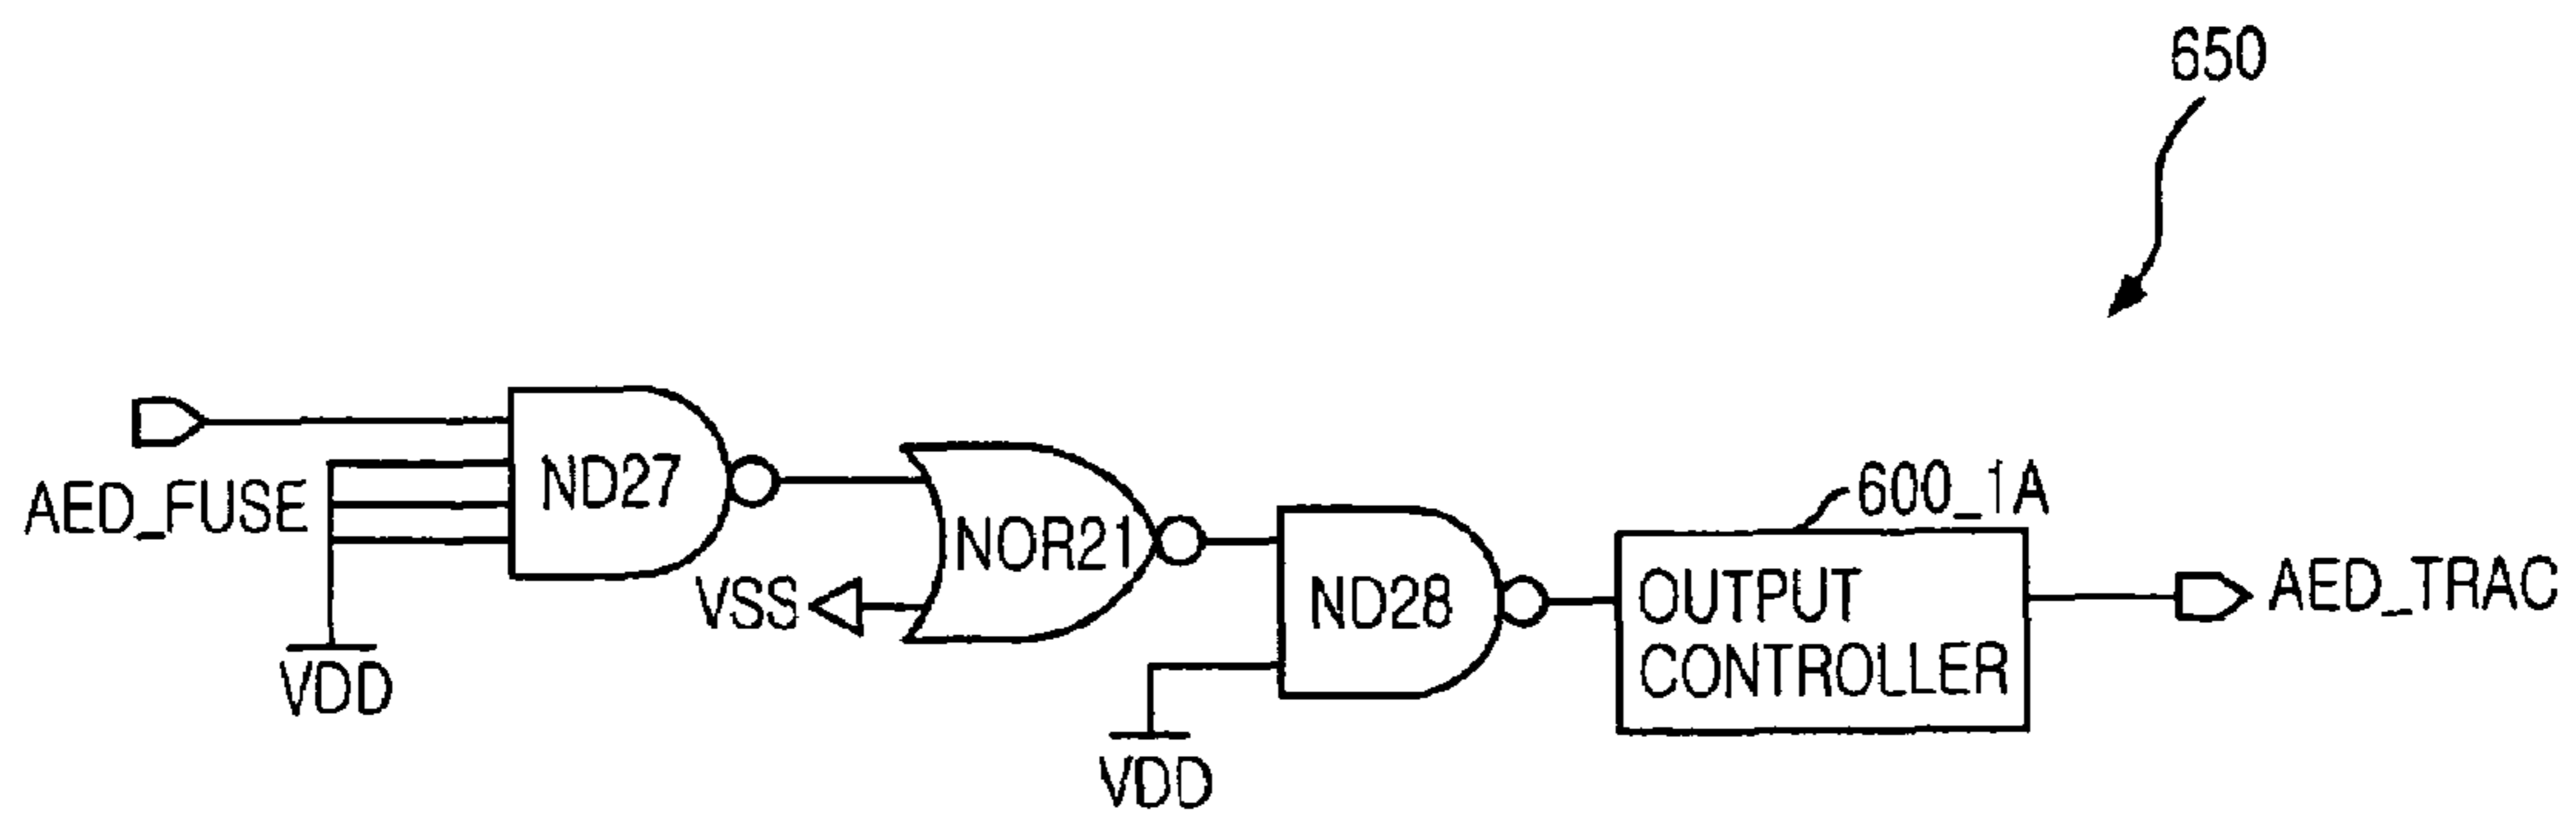 650
AED_FUSE
ND27
VDD
VSS
NOR21
ND28
VDD
600_1A
OUTPUT
CONTROLLER
AED_TRAC